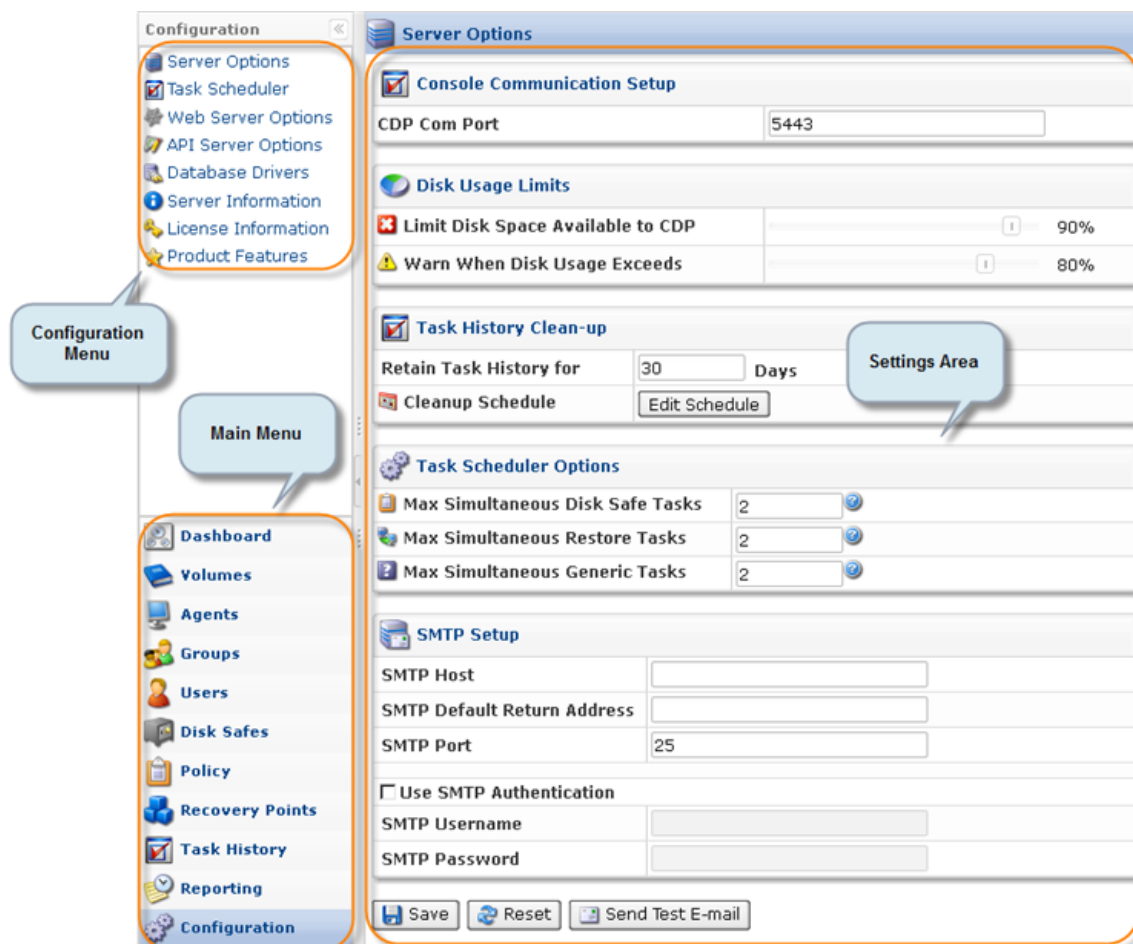 Configuration
Server Options
Task Scheduler
Web Server Options
API Server Options
Database Drivers
Server Information
License Information
Product Features
Configuration
Menu
Main Menu
Dashboard
Volumes
Agents
Groups
Users
Disk Safes
Policy
Recovery Points
Task History
Reporting
Configuration
Server Options
Console Communication Setup
CDP Com Port 5443
Disk Usage Limits
Limit Disk Space Available to CDP 90%
Warn When Disk Usage Exceeds 80%
Task History Clean-up
Retain Task History for 30 Days
Cleanup Schedule Edit Schedule
Settings Area
Task Scheduler Options
Max Simultaneous Disk Safe Tasks 2
Max Simultaneous Restore Tasks 2
Max Simultaneous Generic Tasks 2
SMTP Setup
SMTP Host
SMTP Default Return Address
SMTP Port 25
Use SMTP Authentication
SMTP Username
SMTP Password
Save Reset Send Test E-mail